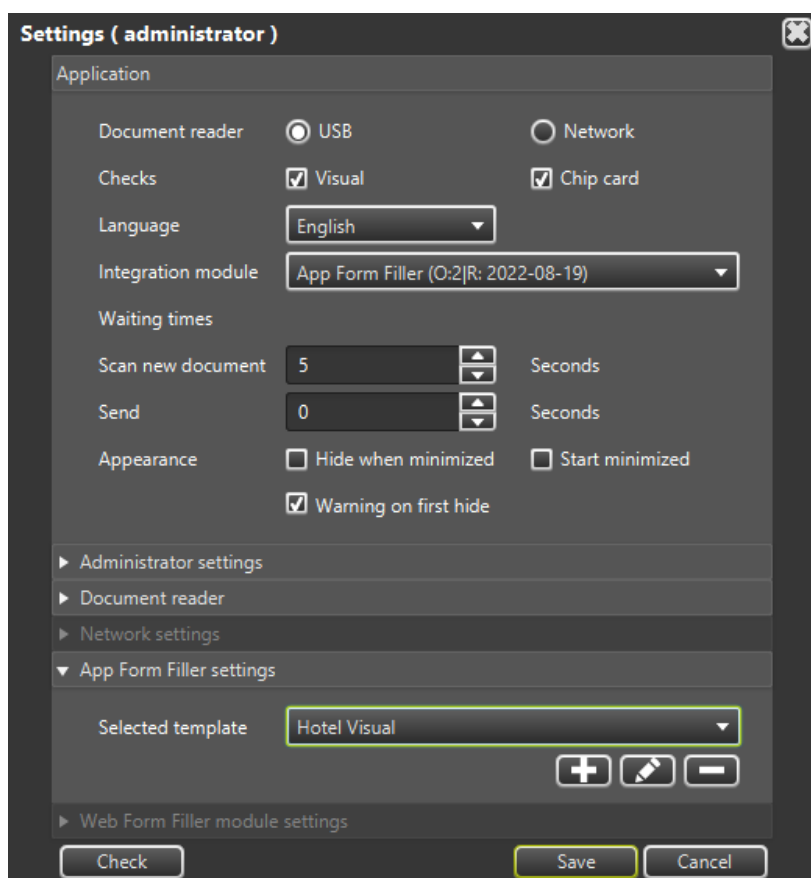 Settings ( administrator )
Application
Document reader USB Network
Checks Visual Chip card
Language English
Integration module App Form Filler (O:2|R: 2022-08-19)
Waiting times
Scan new document 5 Seconds
Send 0 Seconds
Appearance Hide when minimized Start minimized
Warning on first hide
Administrator settings
Document reader
Network settings
App Form Filler settings
Selected template Hotel Visual
Web Form Filler module settings
Check Save Cancel